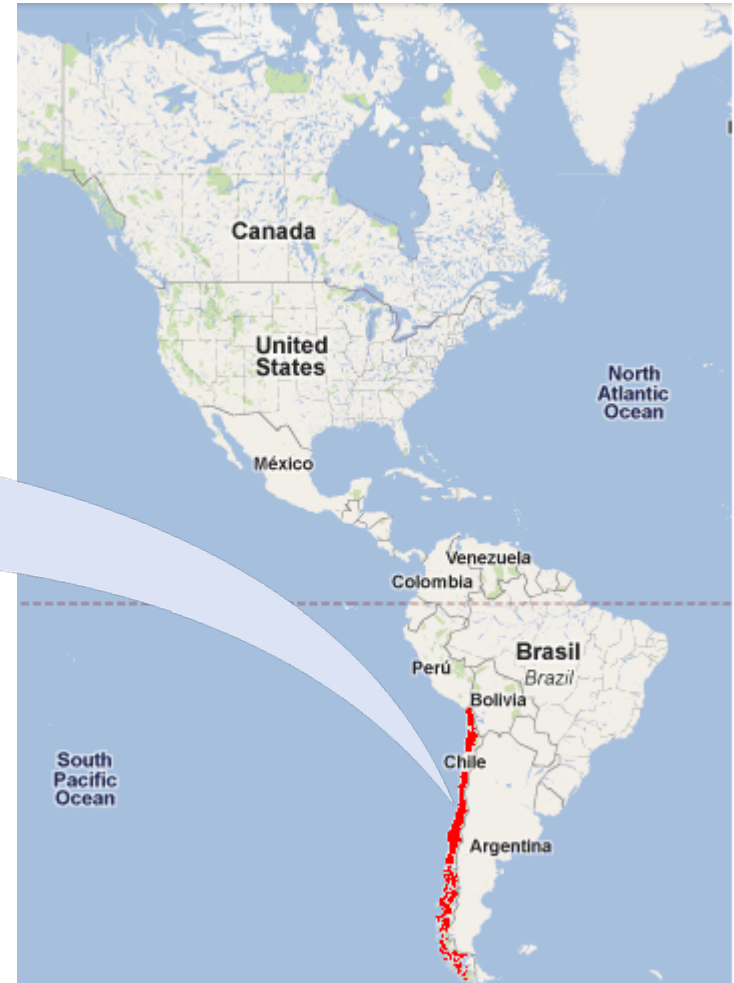 Canada
United
States
North
Atlantic
Ocean
México
Venezuela
Colombia
Brasil
Brazil
Perú
Bolivia
Chile
South
Pacific
Ocean
Argentina